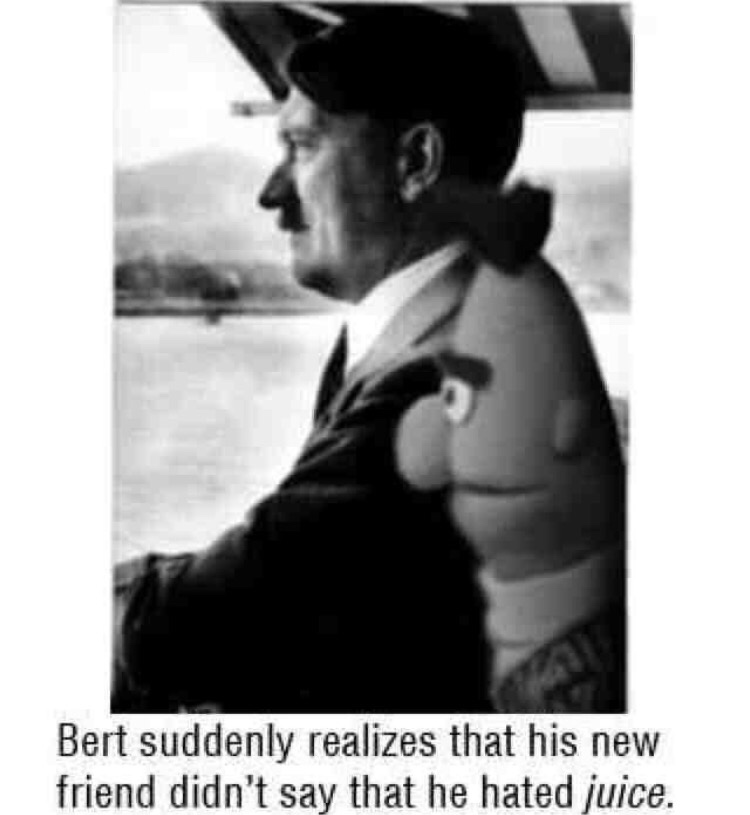 Bert suddenly realizes that his new
friend didn't say that he hated juice.